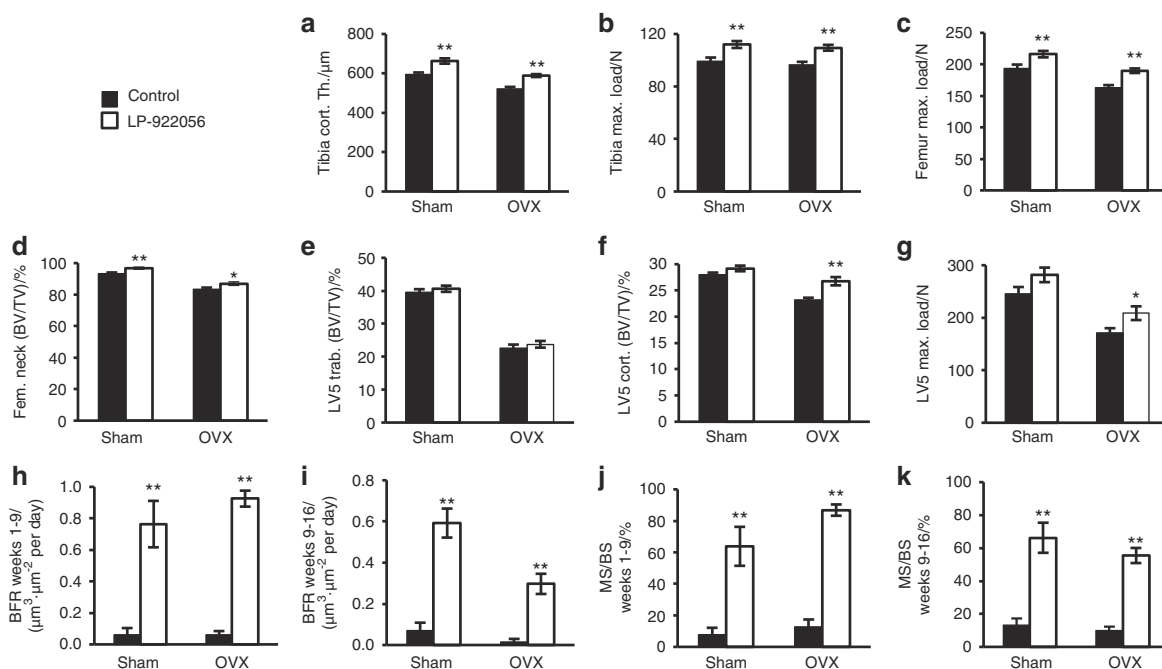 Control
LP-922056
a
Tibia cort. Th./μm
800
600
400
200
0
**
**
Sham
OVX
b
Tibia max. load/N
120
80
40
0
**
**
Sham
OVX
c
Femur max. load/N
250
200
150
100
50
0
**
**
Sham
OVX
d
Fem. neck (BV/TV)/%
100
80
60
40
20
0
**
*
Sham
OVX
e
LV5 trab. (BV/TV)/%
50
40
30
20
10
0
Sham
OVX
f
LV5 cort. (BV/TV)/%
30
25
20
15
10
5
0
**
Sham
OVX
g
LV5 max. load/N
300
200
100
0
*
Sham
OVX
h
BFR weeks 1-9/
(μm³·μm⁻² per day)
1.0
0.8
0.6
0.4
0.2
0.0
**
**
Sham
OVX
i
BFR weeks 9-16/
(μm³·μm⁻² per day)
0.8
0.6
0.4
0.2
0.0
**
**
Sham
OVX
j
MS/BS
weeks 1-9/%
100
80
60
40
20
0
**
**
Sham
OVX
k
MS/BS
weeks 9-16/%
100
80
60
40
20
0
**
**
Sham
OVX